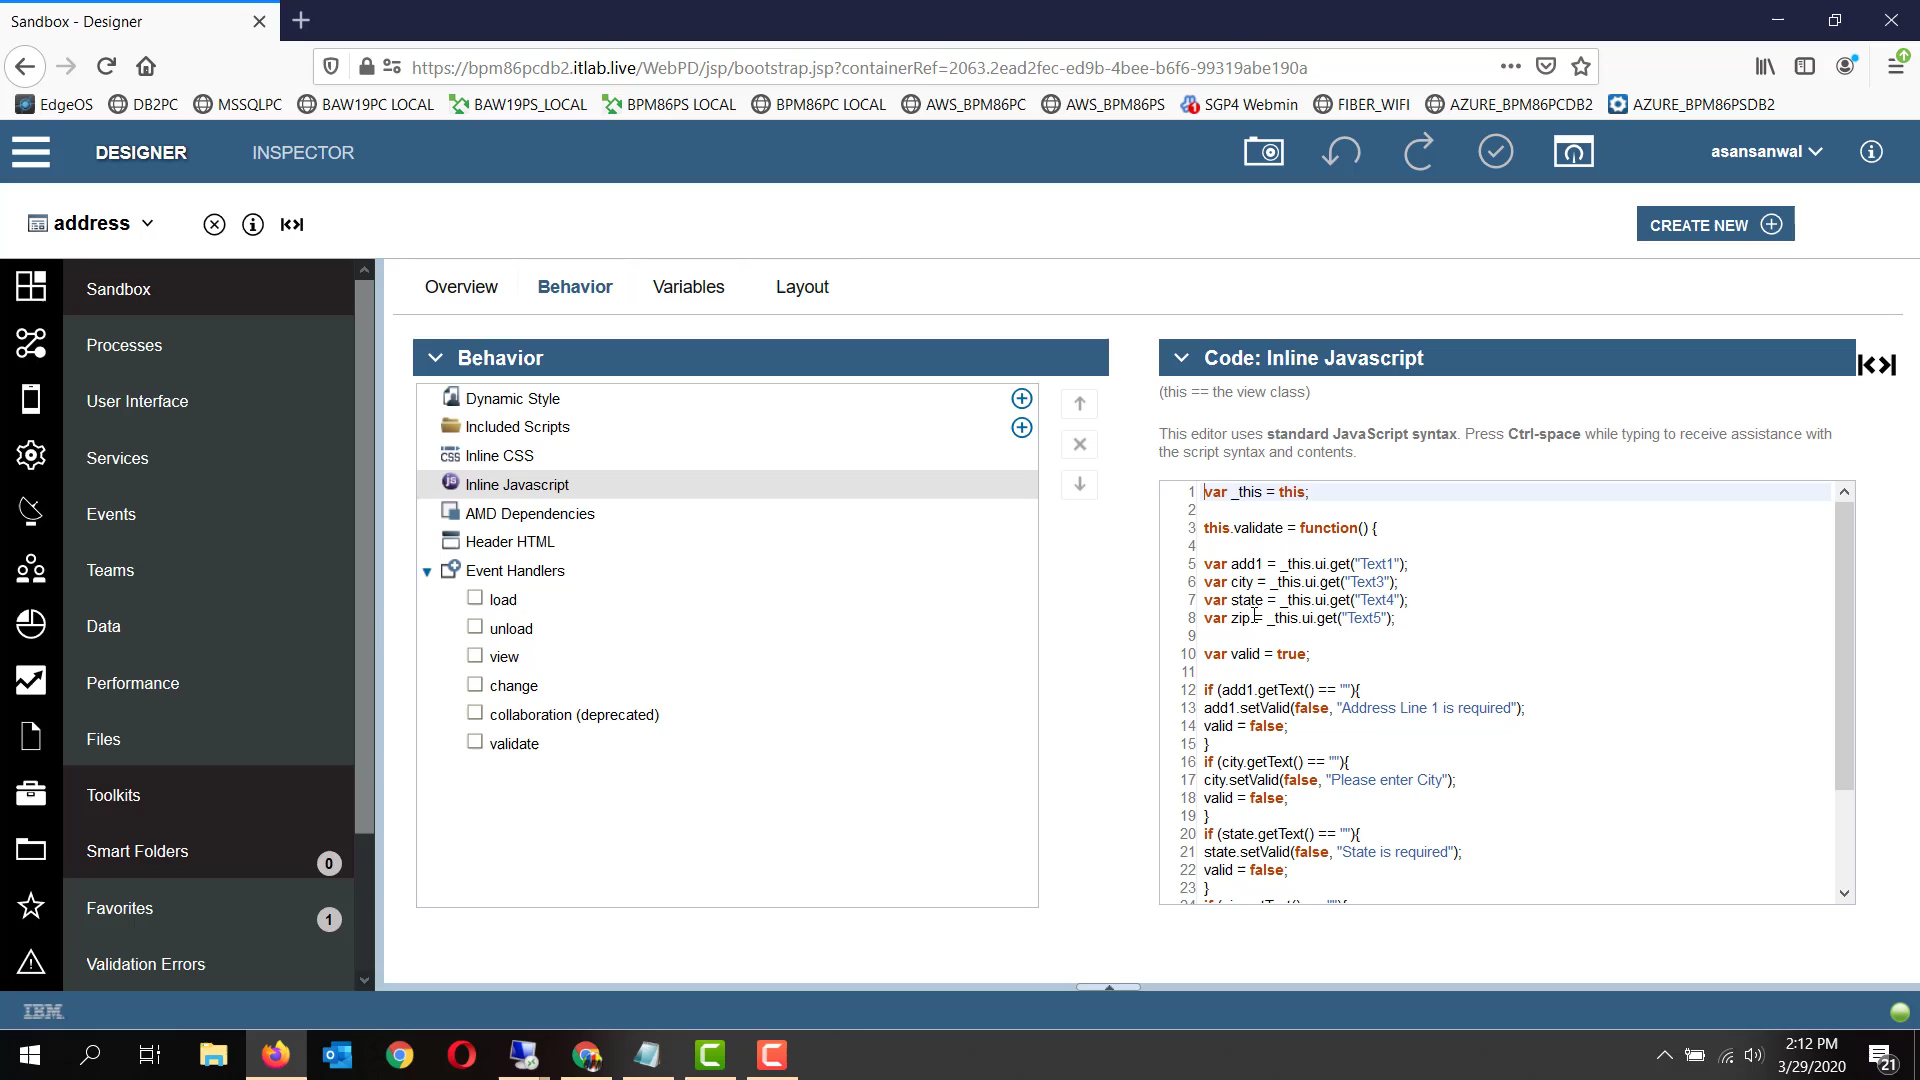 Sandbox - Designer
https://bpm86pcdb2.itlab.live/WebPD/jsp/bootstrap.jsp?containerRef=2063.2ead2fec-ed9b-4bee-b6f6-99319abe190a
EdgeOS DB2PC MSSQLPC BAW19PC LOCAL BAW19PS_LOCAL BPM86PS LOCAL BPM86PC LOCAL AWS_BPM86PC AWS_BPM86PS SGP4 Webmin FIBER_WIFI AZURE_BPM86PCDB2 AZURE_BPM86PSDB2
DESIGNER INSPECTOR asansanwal
address CREATE NEW
Sandbox
Processes
User Interface
Services
Events
Teams
Data
Performance
Files
Toolkits
Smart Folders 0
Favorites 1
Validation Errors
Overview Behavior Variables Layout
Behavior
Dynamic Style
Included Scripts
CSS Inline CSS
js Inline Javascript
AMD Dependencies
Header HTML
Event Handlers
load
unload
view
change
collaboration (deprecated)
validate
Code: Inline Javascript
(this == the view class)
This editor uses standard JavaScript syntax. Press Ctrl-space while typing to receive assistance with
the script syntax and contents.
1 var _this = this;
2
3 this.validate = function() {
4
5 var add1 = _this.ui.get("Text1");
6 var city = _this.ui.get("Text3");
7 var state = _this.ui.get("Text4");
8 var zip = _this.ui.get("Text5");
9
10 var valid = true;
11
12 if (add1.getText() == ""){
13 add1.setValid(false, "Address Line 1 is required");
14 valid = false;
15 }
16 if (city.getText() == ""){
17 city.setValid(false, "Please enter City");
18 valid = false;
19 }
20 if (state.getText() == ""){
21 state.setValid(false, "State is required");
22 valid = false;
23 }
IBM
2:12 PM
3/29/2020
21